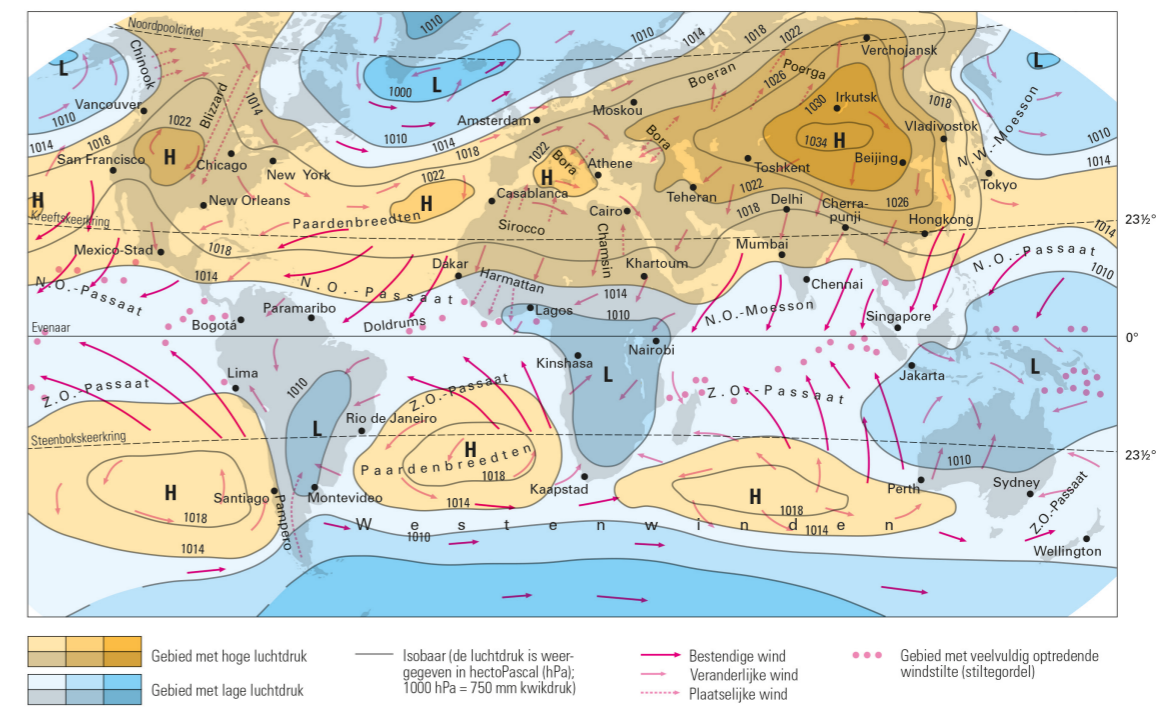 Noordpoolcirkel
1010
1010
1014
1018
1022
Verchojansk
L
Chinook
L
1000
Boeran
Poerga
1026
L
Vancouver
Blizzard
1014
Moskou
1030
Irkutsk
1018
N.W.-Moesson
1010
1022
Amsterdam
Bora
Vladivostok
1010
1014
1018
H
1010
1014
1018
1022
Bora
1034
H
Beijing
1014
San Francisco
Chicago
New York
H
Athene
Toshkent
Tokyo
H
New Orleans
1022
H
Casablanca
Teheran
1022
Delhi
Cherra-
punji
1026
Kreeftskeerkring
Paardenbreedten
Sirocco
Cairo
Chamsin
1018
Hongkong
23½°
1014
Mexico-Stad
1018
Mumbai
N.O.-Passaat
1014
Dakar
Harmattan
Khartoum
Chennai
1010
N.O.-Passaat
N.O.-Passaat
1014
N.O.-Moesson
Paramaribo
Bogotá
Doldrums
Lagos
1010
Singapore
Evenaar
0°
Nairobi
Kinshasa
Lima
L
Jakarta
L
Z.O.-Passaat
1010
Z.O.-Passaat
Z.O.-Passaat
Rio de Janeiro
L
Steenbokskeerkring
H
23½°
Paardenbreedten
1018
1010
H
Santiago
Pampero
Montevideo
1014
Kaapstad
H
Perth
Sydney
Z.O.-Passaat
1018
1018
Westenwinden
1014
1010
1014
Wellington
Gebied met hoge luchtdruk
Gebied met lage luchtdruk
Isobaar (de luchtdruk is weer-
gegeven in hectoPascal (hPa);
1000 hPa = 750 mm kwikdruk)
Bestendige wind
Veranderlijke wind
Plaatselijke wind
Gebied met veelvuldig optredende
windstilte (stiltegordel)